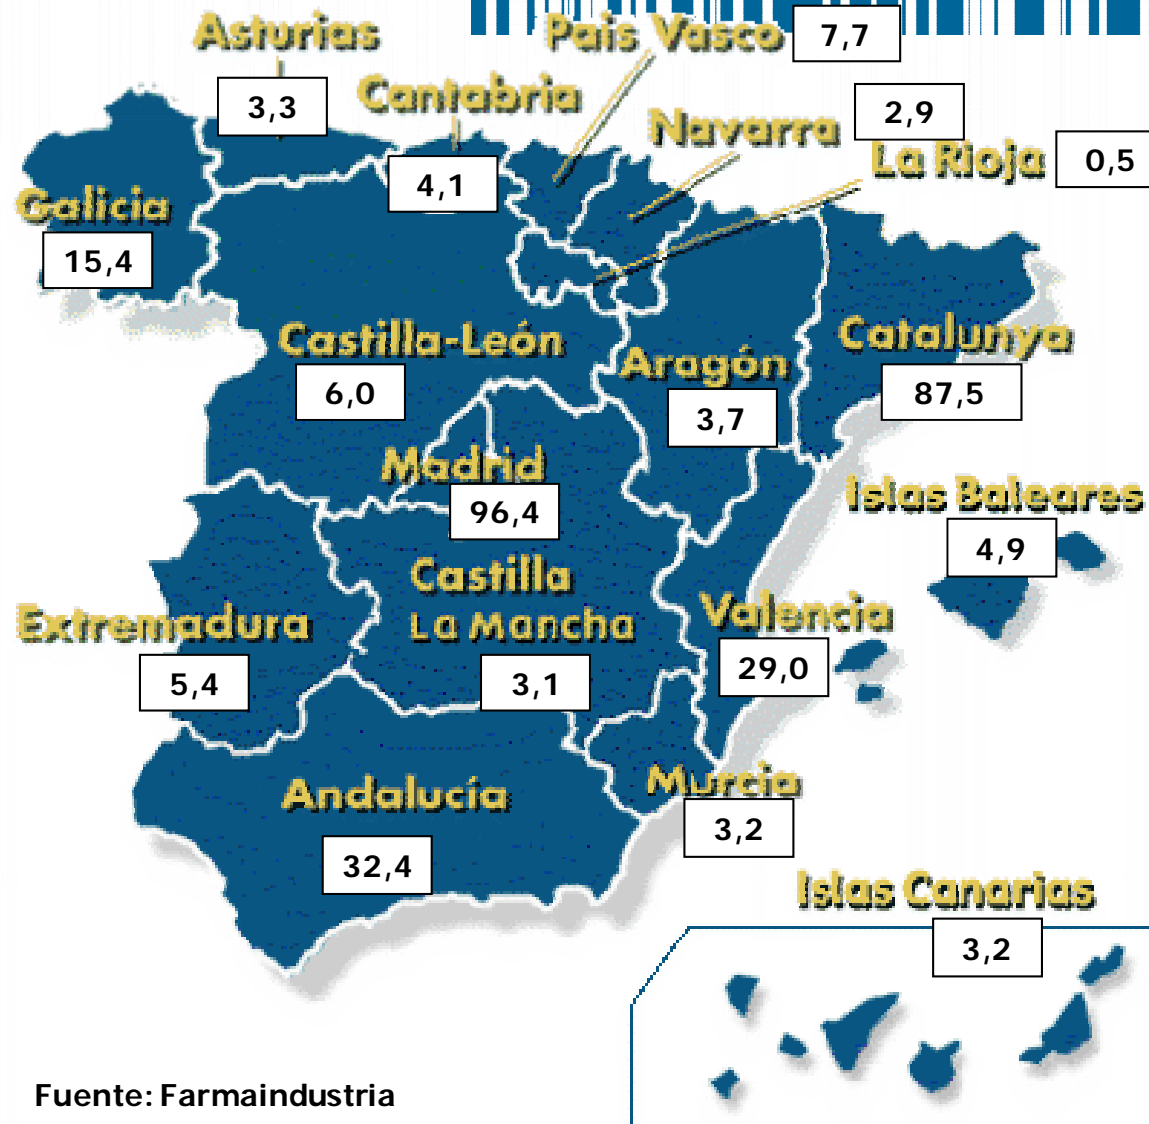 Asturias
3,3
Pais Vasco
7,7
Cantabria
4,1
Navarra
2,9
La Rioja
0,5
Galicia
15,4
Castilla-León
6,0
Aragón
3,7
Catalunya
87,5
Madrid
96,4
Islas Baleares
4,9
Castilla
La Mancha
3,1
Extremadura
5,4
Valencia
29,0
Andalucía
32,4
Murcia
3,2
Islas Canarias
3,2
Fuente: Farmaindustria